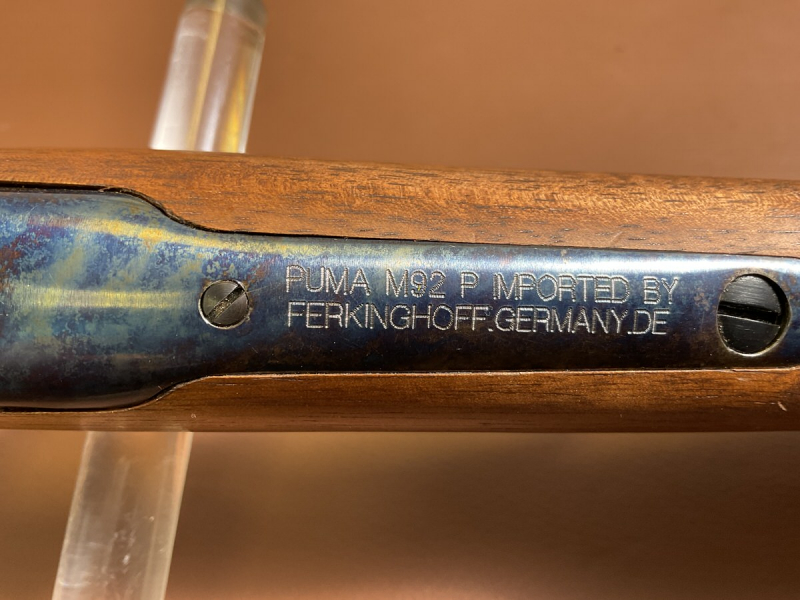 PUMA M92 P IMPORTED BY
FERKINGHOFF.GERMANY.DE